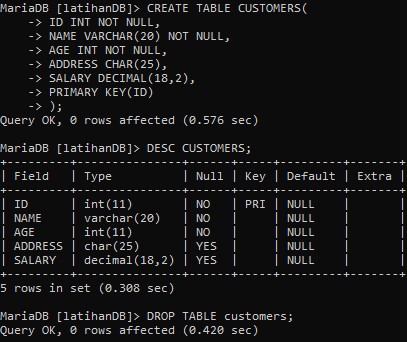 MariaDB [latihanDB]> CREATE TABLE CUSTOMERS(
    -> ID INT NOT NULL,
    -> NAME VARCHAR(20) NOT NULL,
    -> AGE INT NOT NULL,
    -> ADDRESS CHAR(25),
    -> SALARY DECIMAL(18,2),
    -> PRIMARY KEY(ID)
    -> );
Query OK, 0 rows affected (0.576 sec)

MariaDB [latihanDB]> DESC CUSTOMERS;
+---------+---------------+------+-----+---------+-------+
| Field   | Type          | Null | Key | Default | Extra |
+---------+---------------+------+-----+---------+-------+
| ID      | int(11)       | NO   | PRI | NULL    |       |
| NAME    | varchar(20)   | NO   |     | NULL    |       |
| AGE     | int(11)       | NO   |     | NULL    |       |
| ADDRESS | char(25)      | YES  |     | NULL    |       |
| SALARY  | decimal(18,2) | YES  |     | NULL    |       |
+---------+---------------+------+-----+---------+-------+
5 rows in set (0.308 sec)

MariaDB [latihanDB]> DROP TABLE customers;
Query OK, 0 rows affected (0.420 sec)